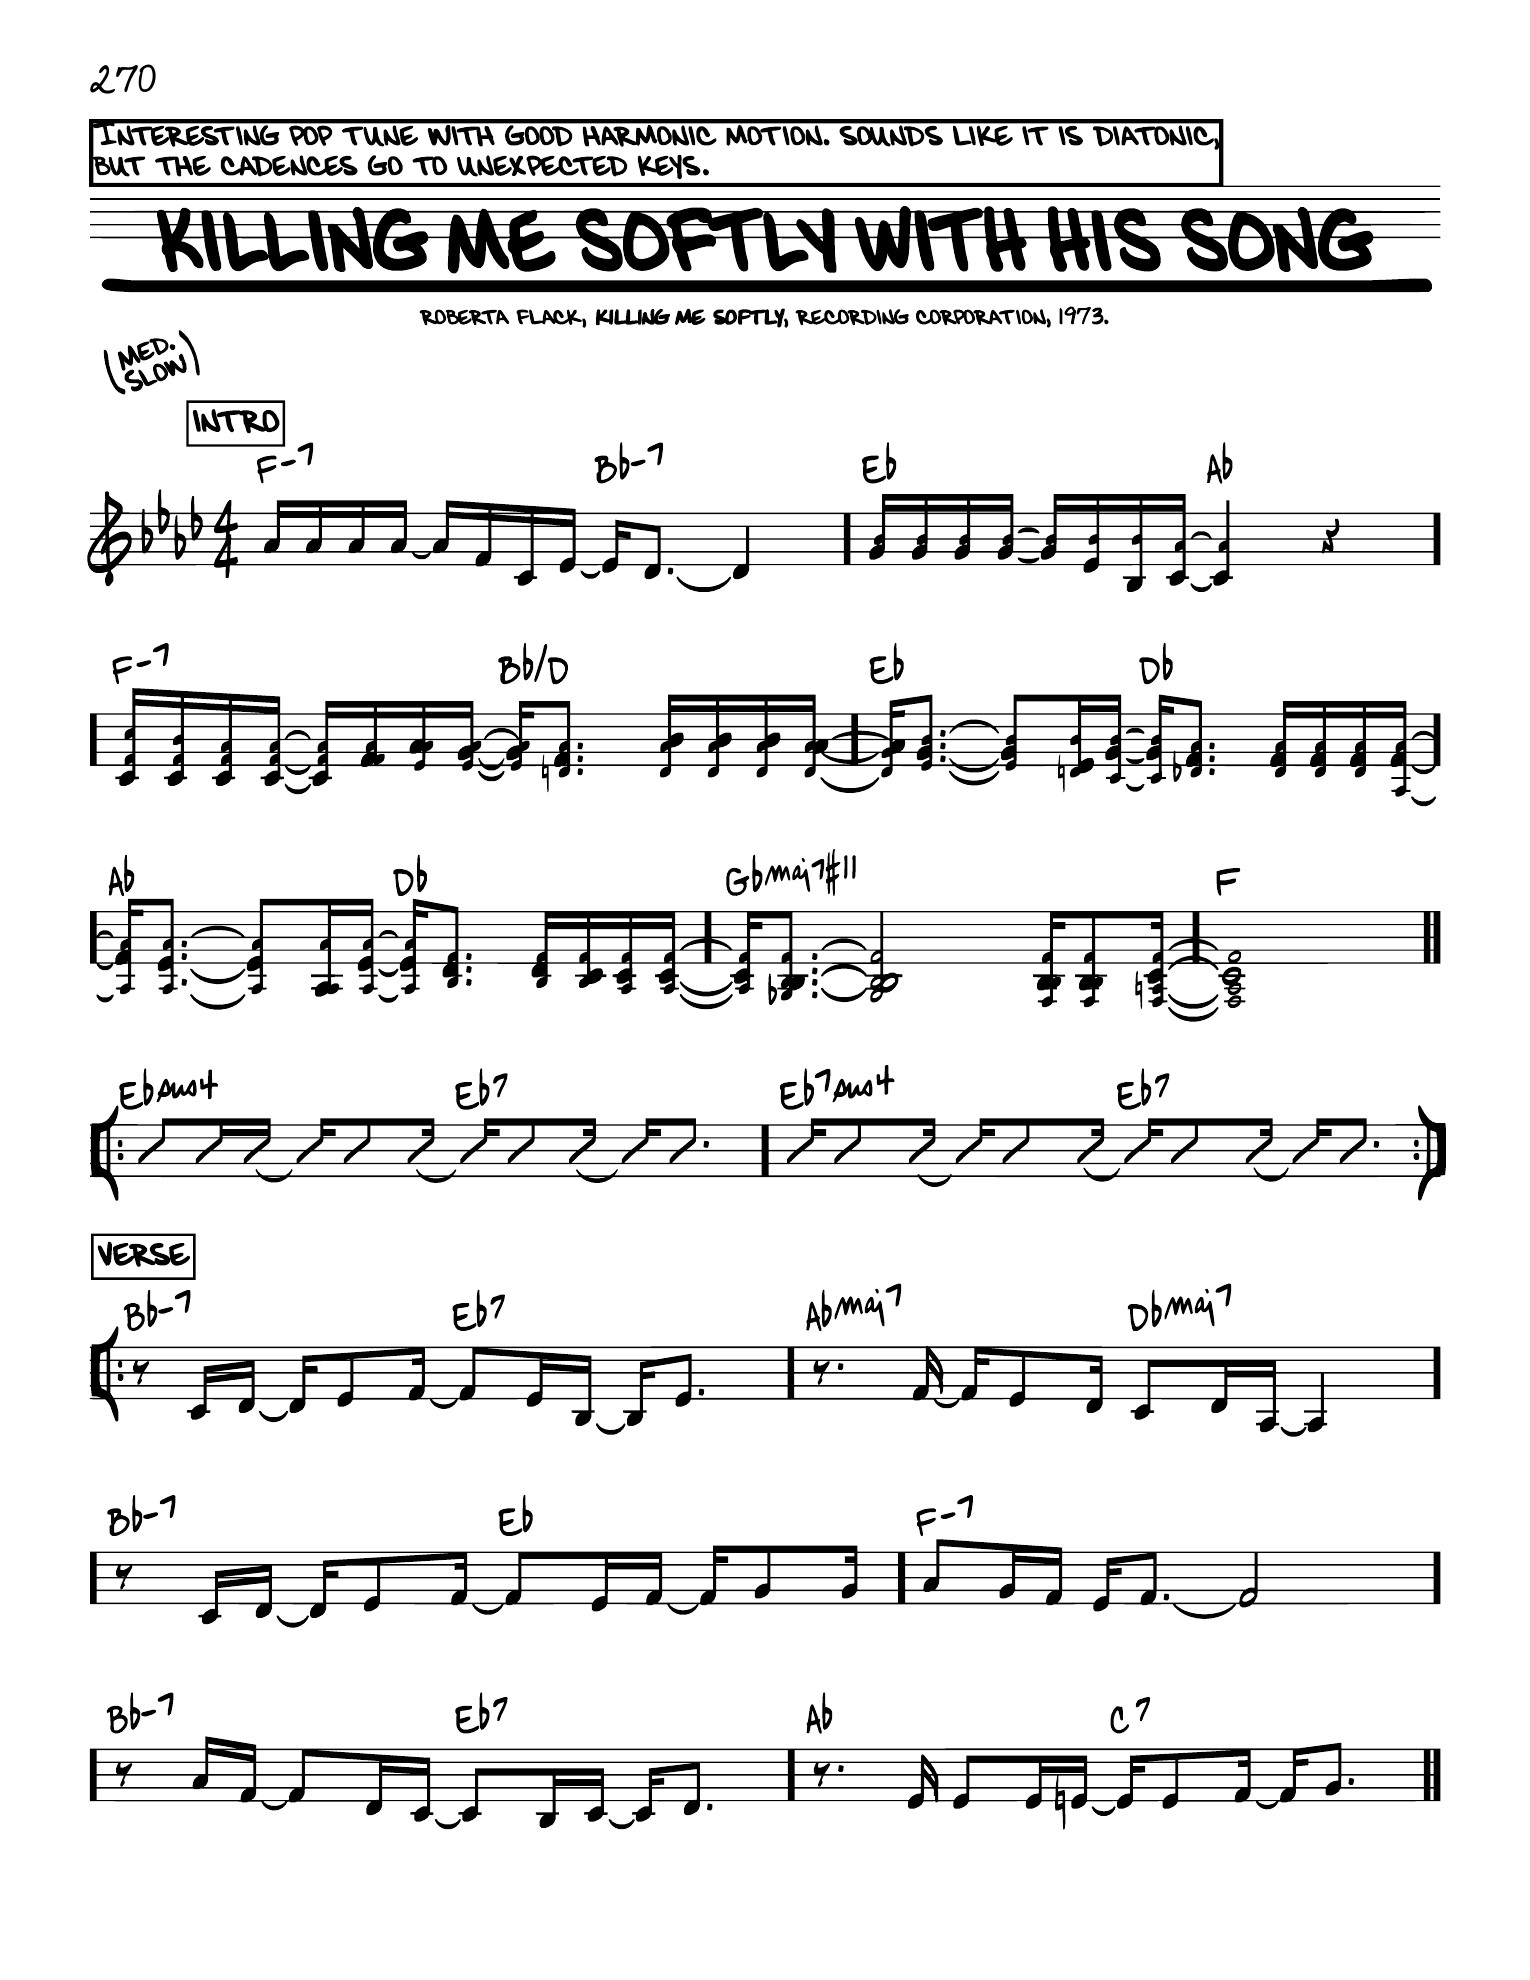 270
INTERESTING POP TUNE WITH GOOD HARMONIC MOTION. SOUNDS LIKE IT IS DIATONIC,
BUT THE CADENCES GO TO UNEXPECTED KEYS.
KILLING ME SOFTLY WITH HIS SONG
ROBERTA FLACK, KILLING ME SOFTLY, RECORDING CORPORATION, 1973.
(MED.
SLOW)
INTRO
F-7 Bb-7 Eb Ab
4
4
F-7 Bb/D Eb Db
Ab Db Gbmaj7#11 F
Ebsus4 Eb7 Eb7sus4 Eb7
VERSE
Bb-7 Eb7 Abmaj7 Dbmaj7
Bb-7 Eb F-7
Bb-7 Eb7 Ab C7